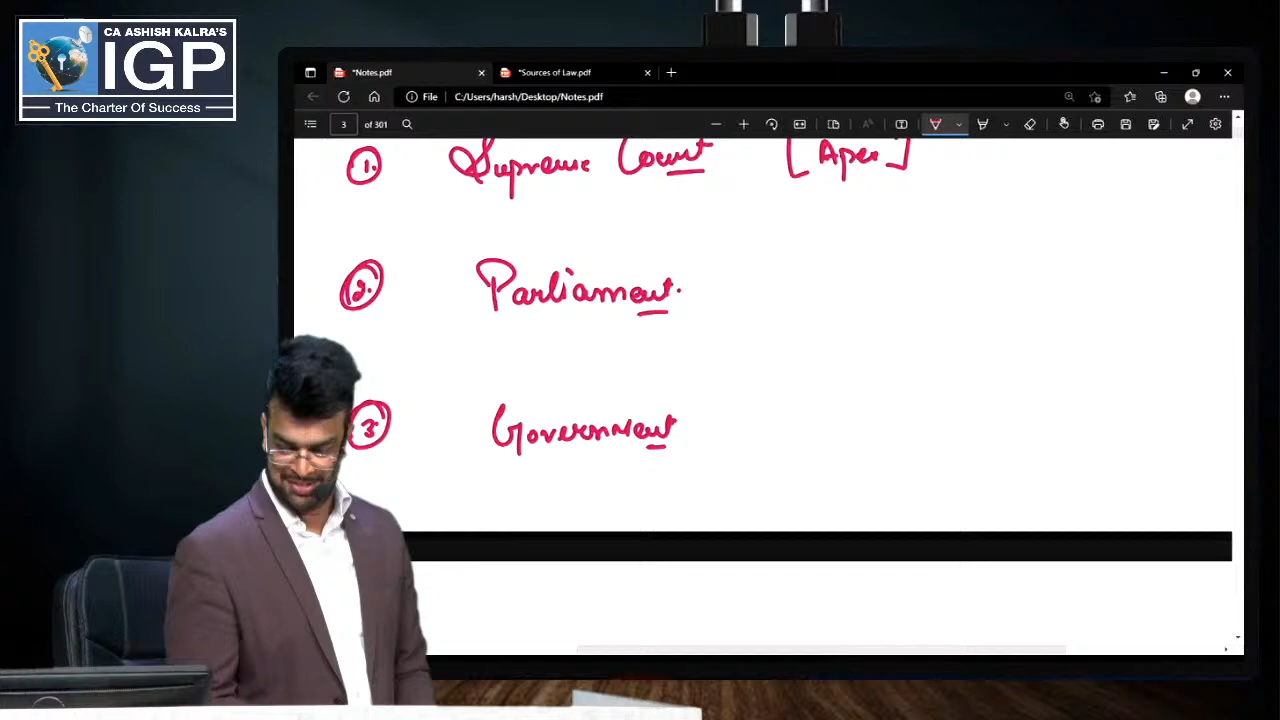 CA ASHISH KALRA'S
IGP
The Charter Of Success
*Notes.pdf
*Sources of Law.pdf
File
C:/Users/harsh/Desktop/Notes.pdf
3
of 301
1. Supreme Court [Apex]
2. Parliament.
3. Government